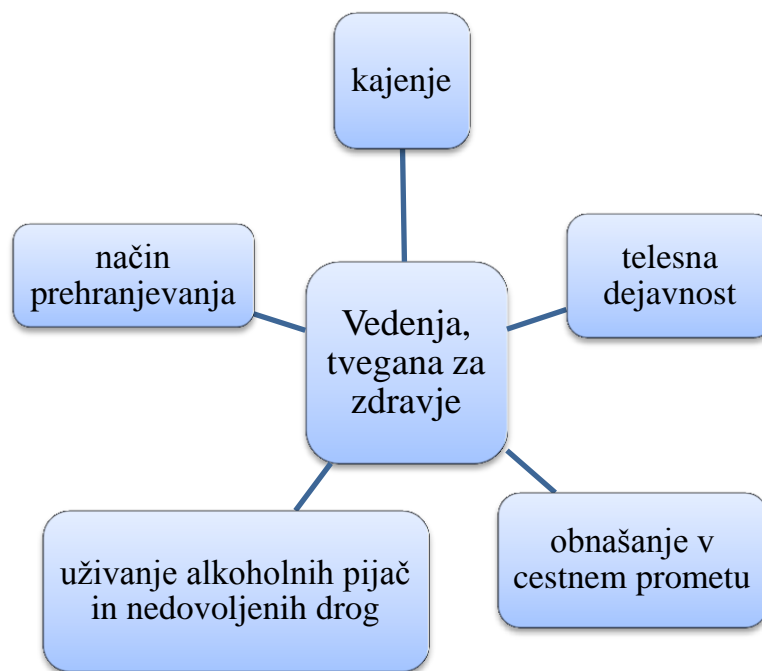 kajenje
način
prehranjevanja
telesna
dejavnost
Vedenja,
tvegana za
zdravje
uživanje alkoholnih pijač
in nedovoljenih drog
obnašanje v
cestnem prometu